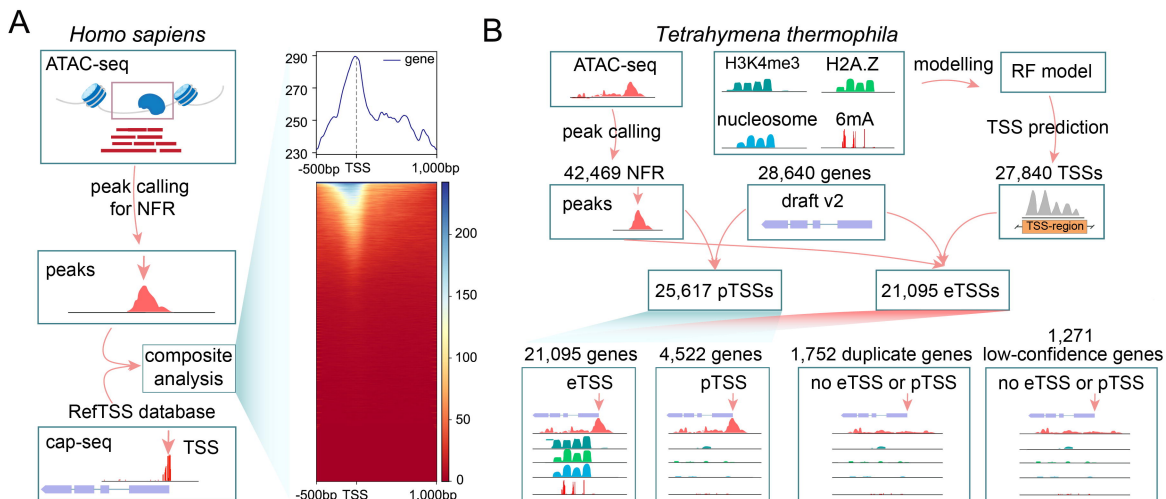 A
Homo sapiens
ATAC-seq
peak calling
for NFR
peaks
composite
analysis
RefTSS database
cap-seq
TSS
290
270
250
230
gene
-500bp TSS 1,000bp
200
150
100
50
0
-500bp TSS 1,000bp
B
Tetrahymena thermophila
ATAC-seq
H3K4me3
H2A.Z
nucleosome
6mA
modelling
RF model
peak calling
TSS prediction
42,469 NFR
peaks
28,640 genes
draft v2
27,840 TSSs
TSS-region
25,617 pTSSs
21,095 eTSSs
21,095 genes
eTSS
4,522 genes
pTSS
1,752 duplicate genes
no eTSS or pTSS
1,271
low-confidence genes
no eTSS or pTSS